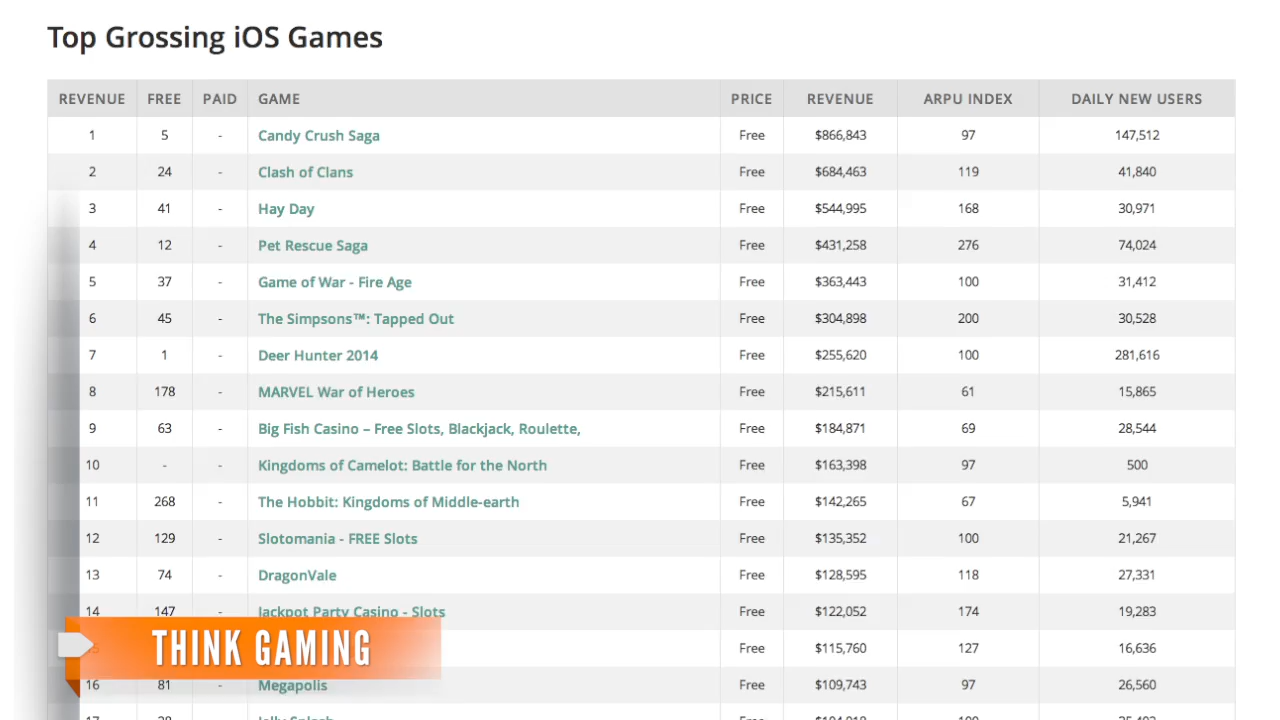 Top Grossing iOS Games
REVENUE FREE PAID GAME PRICE REVENUE ARPU INDEX DAILY NEW USERS
1 5 - Candy Crush Saga Free $866,843 97 147,512
2 24 - Clash of Clans Free $684,463 119 41,840
3 41 - Hay Day Free $544,995 168 30,971
4 12 - Pet Rescue Saga Free $431,258 276 74,024
5 37 - Game of War - Fire Age Free $363,443 100 31,412
6 45 - The Simpsons™: Tapped Out Free $304,898 200 30,528
7 1 - Deer Hunter 2014 Free $255,620 100 281,616
8 178 - MARVEL War of Heroes Free $215,611 61 15,865
9 63 - Big Fish Casino – Free Slots, Blackjack, Roulette, Free $184,871 69 28,544
10 - - Kingdoms of Camelot: Battle for the North Free $163,398 97 500
11 268 - The Hobbit: Kingdoms of Middle-earth Free $142,265 67 5,941
12 129 - Slotomania - FREE Slots Free $135,352 100 21,267
13 74 - DragonVale Free $128,595 118 27,331
14 147 - Jackpot Party Casino - Slots Free $122,052 174 19,283
THINK GAMING
Free $115,760 127 16,636
16 81 - Megapolis Free $109,743 97 26,560